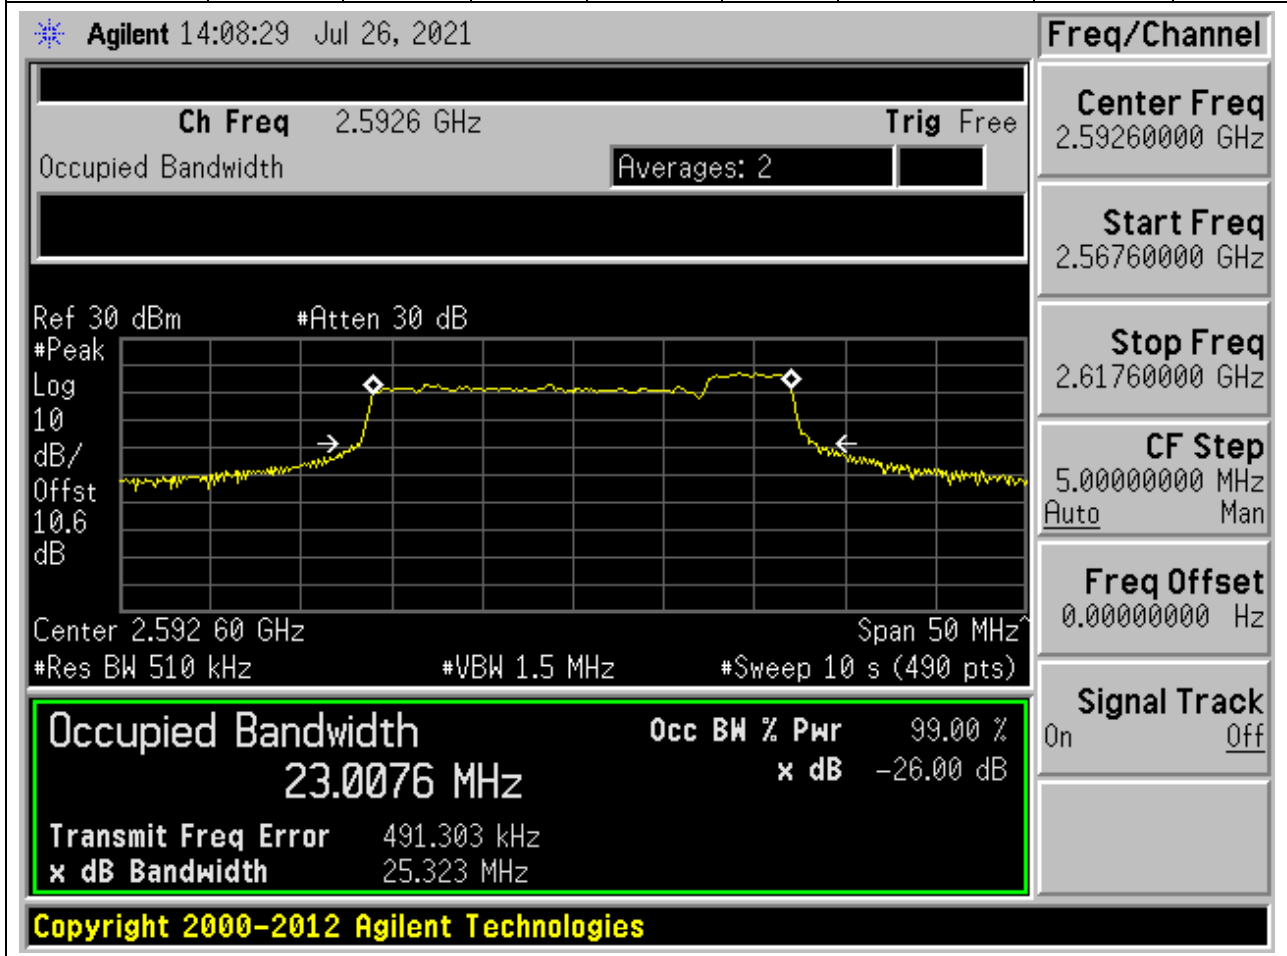 Agilent 14:08:29 Jul 26, 2021
Freq/Channel
Ch Freq 2.5926 GHz Trig Free
Occupied Bandwidth Averages: 2
Center Freq
2.59260000 GHz
Start Freq
2.56760000 GHz
Stop Freq
2.61760000 GHz
CF Step
5.00000000 MHz
Auto Man
Freq Offset
0.00000000 Hz
Signal Track
On Off
Ref 30 dBm #Atten 30 dB
#Peak
Log
10
dB/
Offst
10.6
dB
Center 2.592 60 GHz Span 50 MHz^
#Res BW 510 kHz #VBW 1.5 MHz #Sweep 10 s (490 pts)
Occupied Bandwidth Occ BW % Pwr 99.00 %
23.0076 MHz x dB -26.00 dB
Transmit Freq Error 491.303 kHz
x dB Bandwidth 25.323 MHz
Copyright 2000-2012 Agilent Technologies